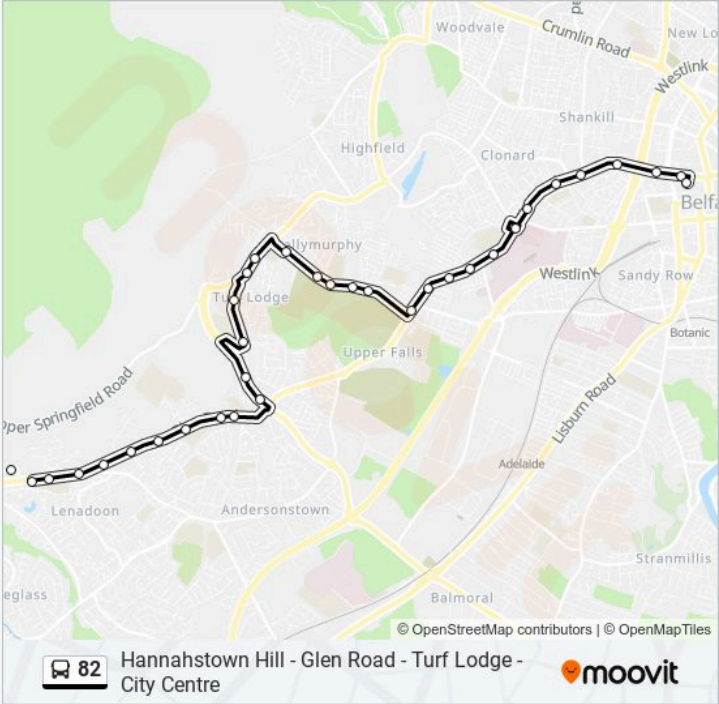 Woodvale
Crumlin Road
New Lo
Westlink
Shankill
Highfield
Clonard
Belfa
allymurphy
Westlink
Sandy Row
Turf Lodge
Botanic
Upper Falls
pper Springfield Road
Lisburn Road
Adelaide
Lenadoon
Andersonstown
Stranmillis
eglass
Balmoral
© OpenStreetMap contributors | © OpenMapTiles
82
Hannahstown Hill - Glen Road - Turf Lodge -
City Centre
moovit